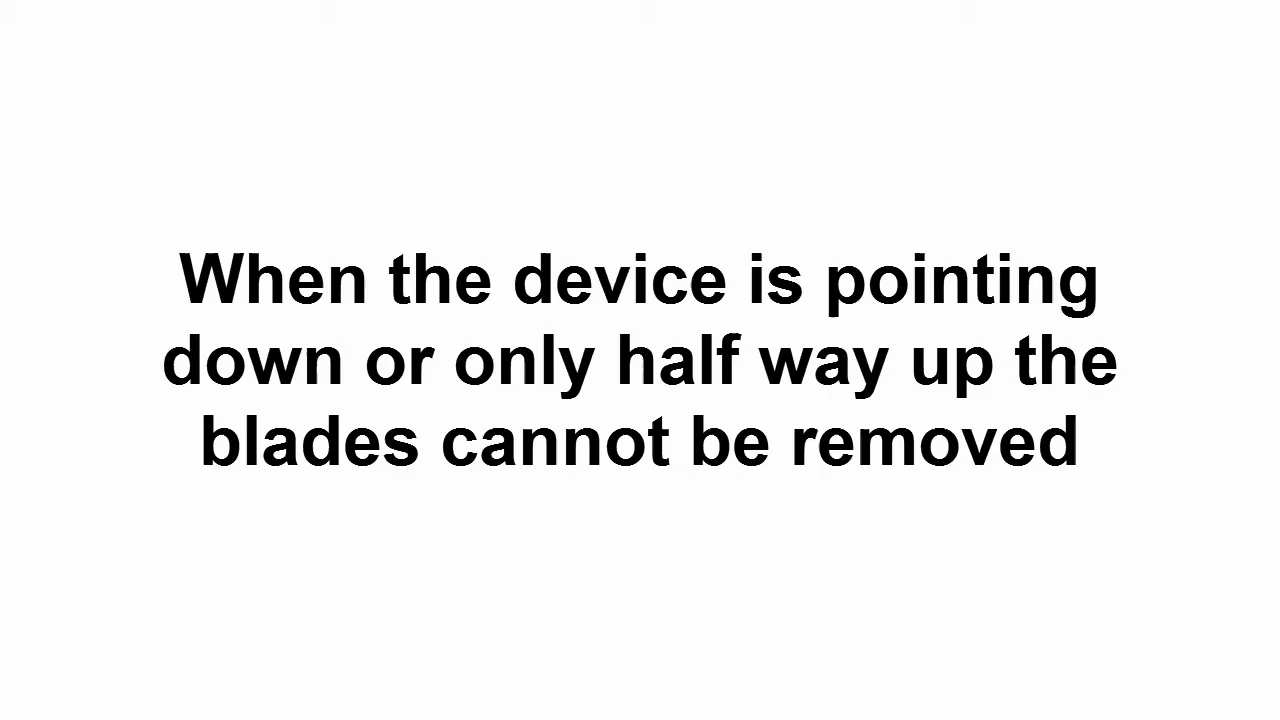 When the device is pointing
down or only half way up the
blades cannot be removed